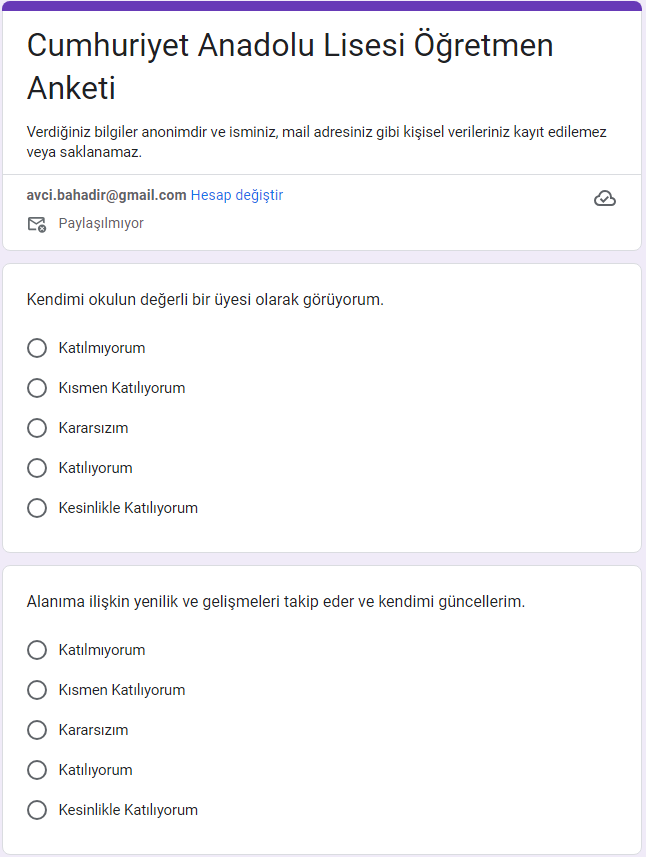 Cumhuriyet Anadolu Lisesi Öğretmen
Anketi
Verdiğiniz bilgiler anonimdir ve isminiz, mail adresiniz gibi kişisel verileriniz kayıt edilemez
veya saklanamaz.
avci.bahadir@gmail.com Hesap değiştir
Paylaşılmıyor
Kendimi okulun değerli bir üyesi olarak görüyorum.
Katılmıyorum
Kısmen Katılıyorum
Kararsızım
Katılıyorum
Kesinlikle Katılıyorum
Alanıma ilişkin yenilik ve gelişmeleri takip eder ve kendimi güncellerim.
Katılmıyorum
Kısmen Katılıyorum
Kararsızım
Katılıyorum
Kesinlikle Katılıyorum